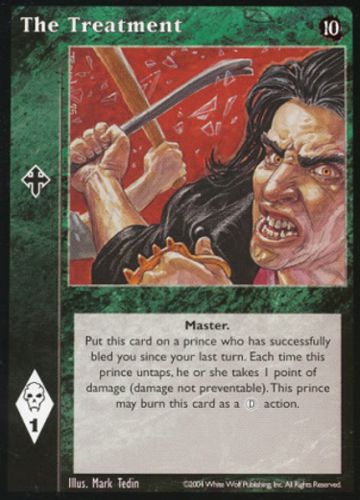 The Treatment
10
Master.
Put this card on a prince who has successfully
bled you since your last turn. Each time this
prince untaps, he or she takes 1 point of
damage (damage not preventable). This prince
may burn this card as a Ⓓ action.
1
Illus. Mark Tedin
©2004 White Wolf Publishing, Inc. All Rights Reserved.